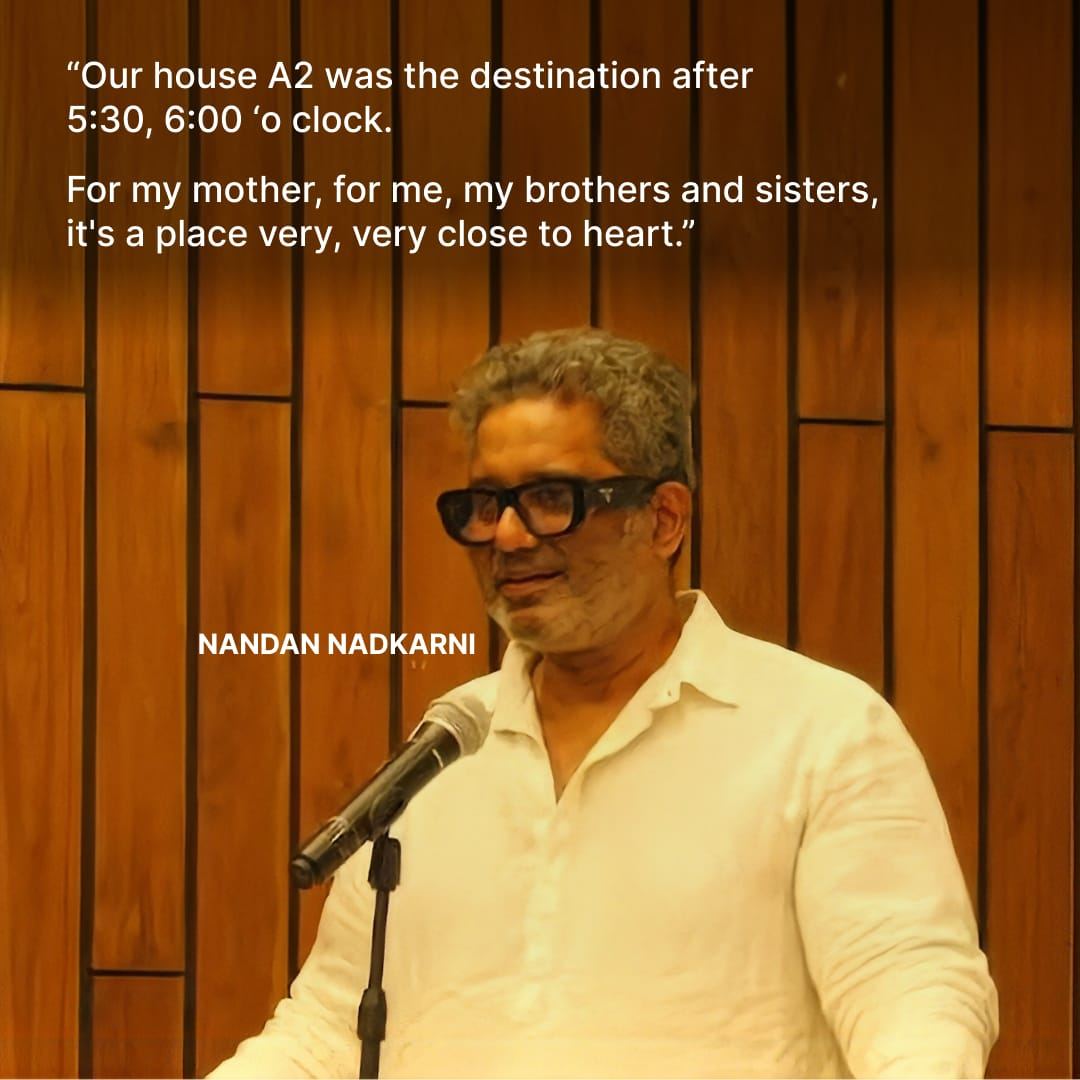 “Our house A2 was the destination after
5:30, 6:00 ‘o clock.
For my mother, for me, my brothers and sisters,
it's a place very, very close to heart.”
NANDAN NADKARNI